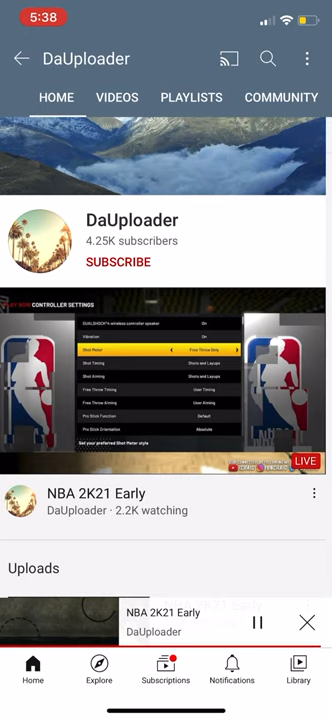 5:38
DaUploader
HOME
VIDEOS
PLAYLISTS
COMMUNITY
DaUploader
4.25K subscribers
SUBSCRIBE
CONTROLLER SETTINGS
DUALSHOCK®4 wireless controller speaker On
Vibration On
Shot Meter Free Throw Only
Shot Timing Shots and Layups
Shot Aiming Shots and Layups
Free Throw Timing User Timing
Free Throw Aiming User Aiming
Pro Stick Function Default
Pro Stick Orientation Absolute
Set your preferred Shot Meter style
LIVE
NBA 2K21 Early
DaUploader · 2.2K watching
Uploads
NBA 2K21 Early
DaUploader
Home
Explore
Subscriptions
Notifications
Library